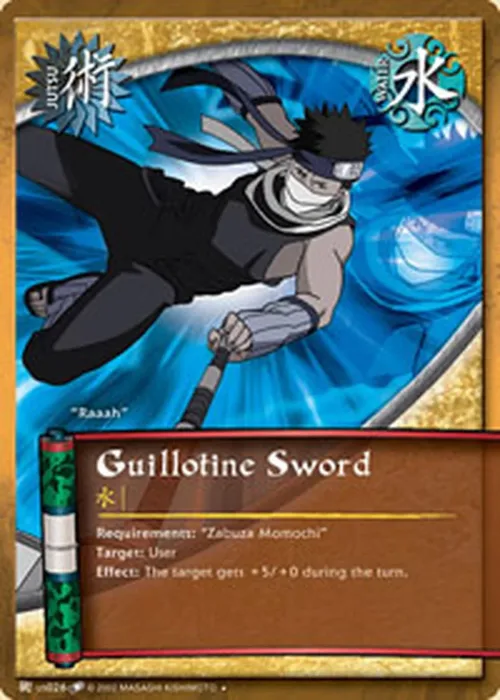 JUTSU 術
WATER 水
"Raaah"
Guillotine Sword
水 |
Requirements: "Zabuza Momochi"
Target: User
Effect: The target gets +5/+0 during the turn.
© 2002 MASASHI KISHIMOTO